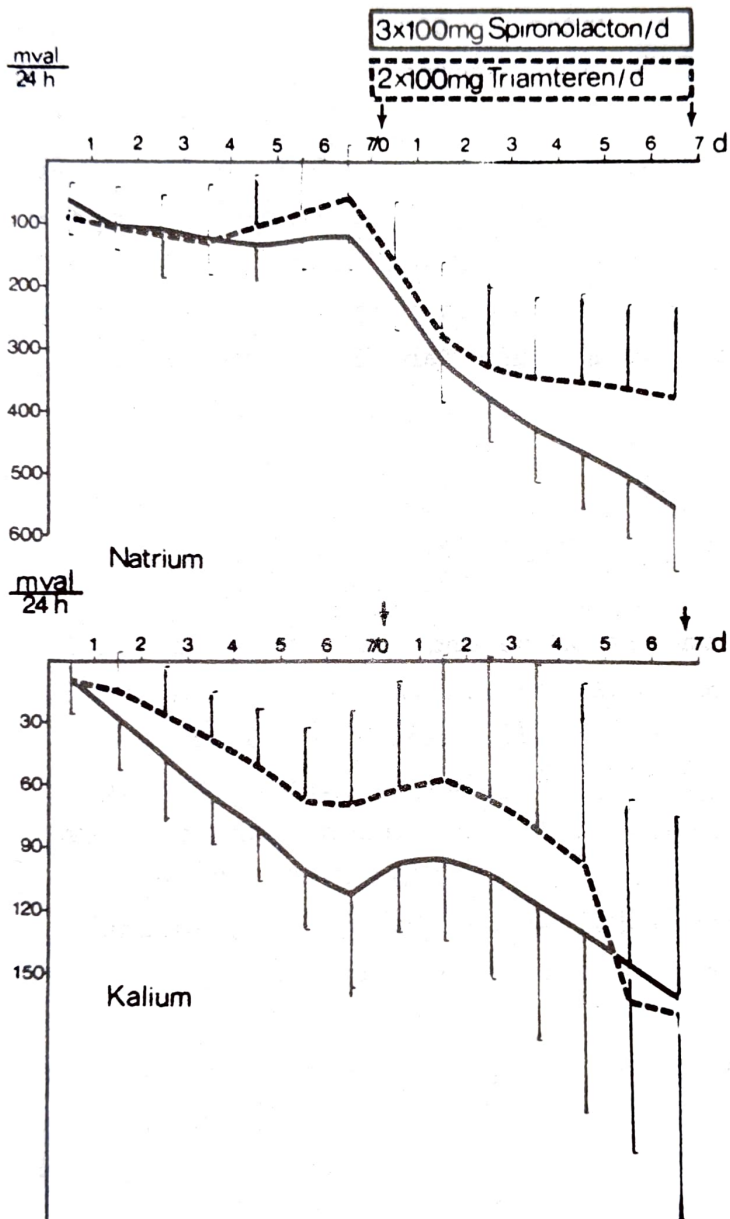 3x100mg Spironolacton/d
mval
24 h
2x100mg Triamteren/d
1 2 3 4 5 6 7/0 1 2 3 4 5 6 7 d
100
200
300
400
500
600
Natrium
mval
24 h
1 2 3 4 5 6 7/0 1 2 3 4 5 6 7 d
30
60
90
120
150
Kalium